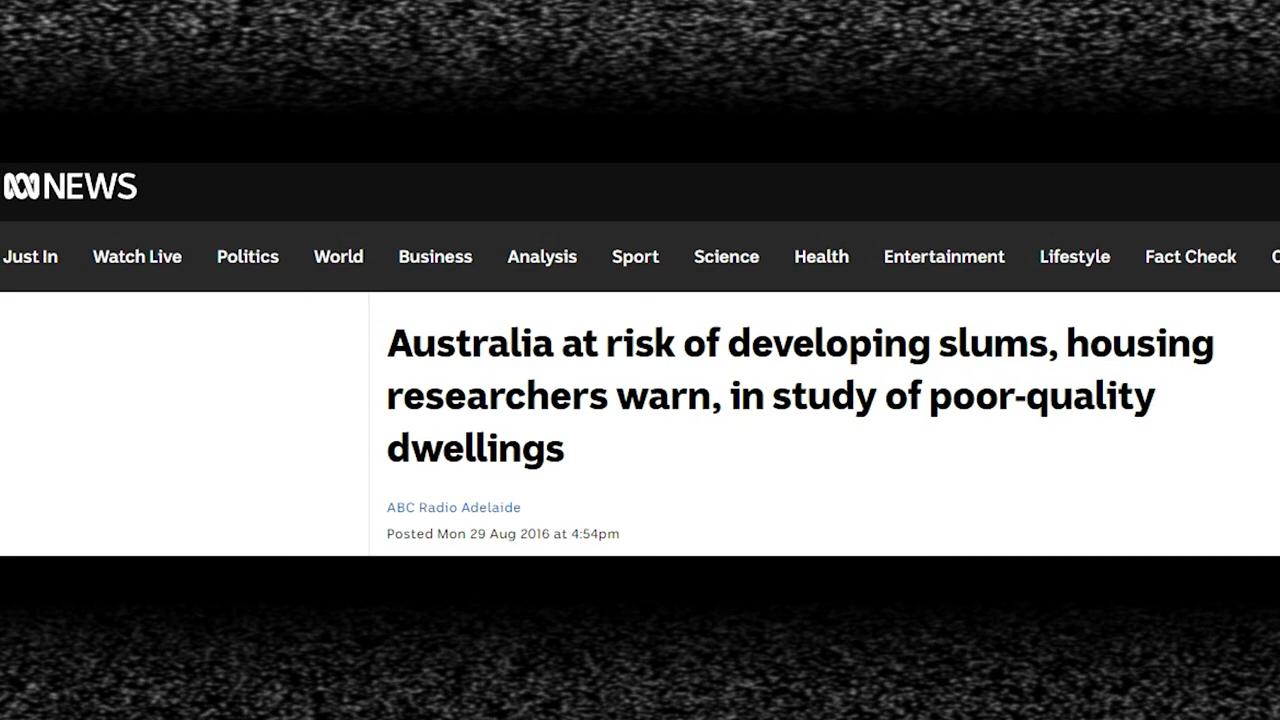 NEWS
Just In Watch Live Politics World Business Analysis Sport Science Health Entertainment Lifestyle Fact Check
Australia at risk of developing slums, housing
researchers warn, in study of poor-quality
dwellings
ABC Radio Adelaide
Posted Mon 29 Aug 2016 at 4:54pm